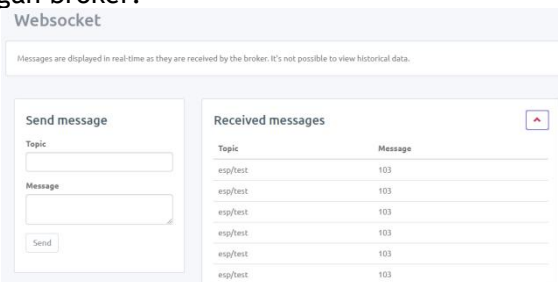 gan broker.
Websocket
Messages are displayed in real-time as they are received by the broker. It's not possible to view historical data.
Send message
Topic
Message
Send
Received messages
Topic Message
esp/test 103
esp/test 103
esp/test 103
esp/test 103
esp/test 103
esp/test 103